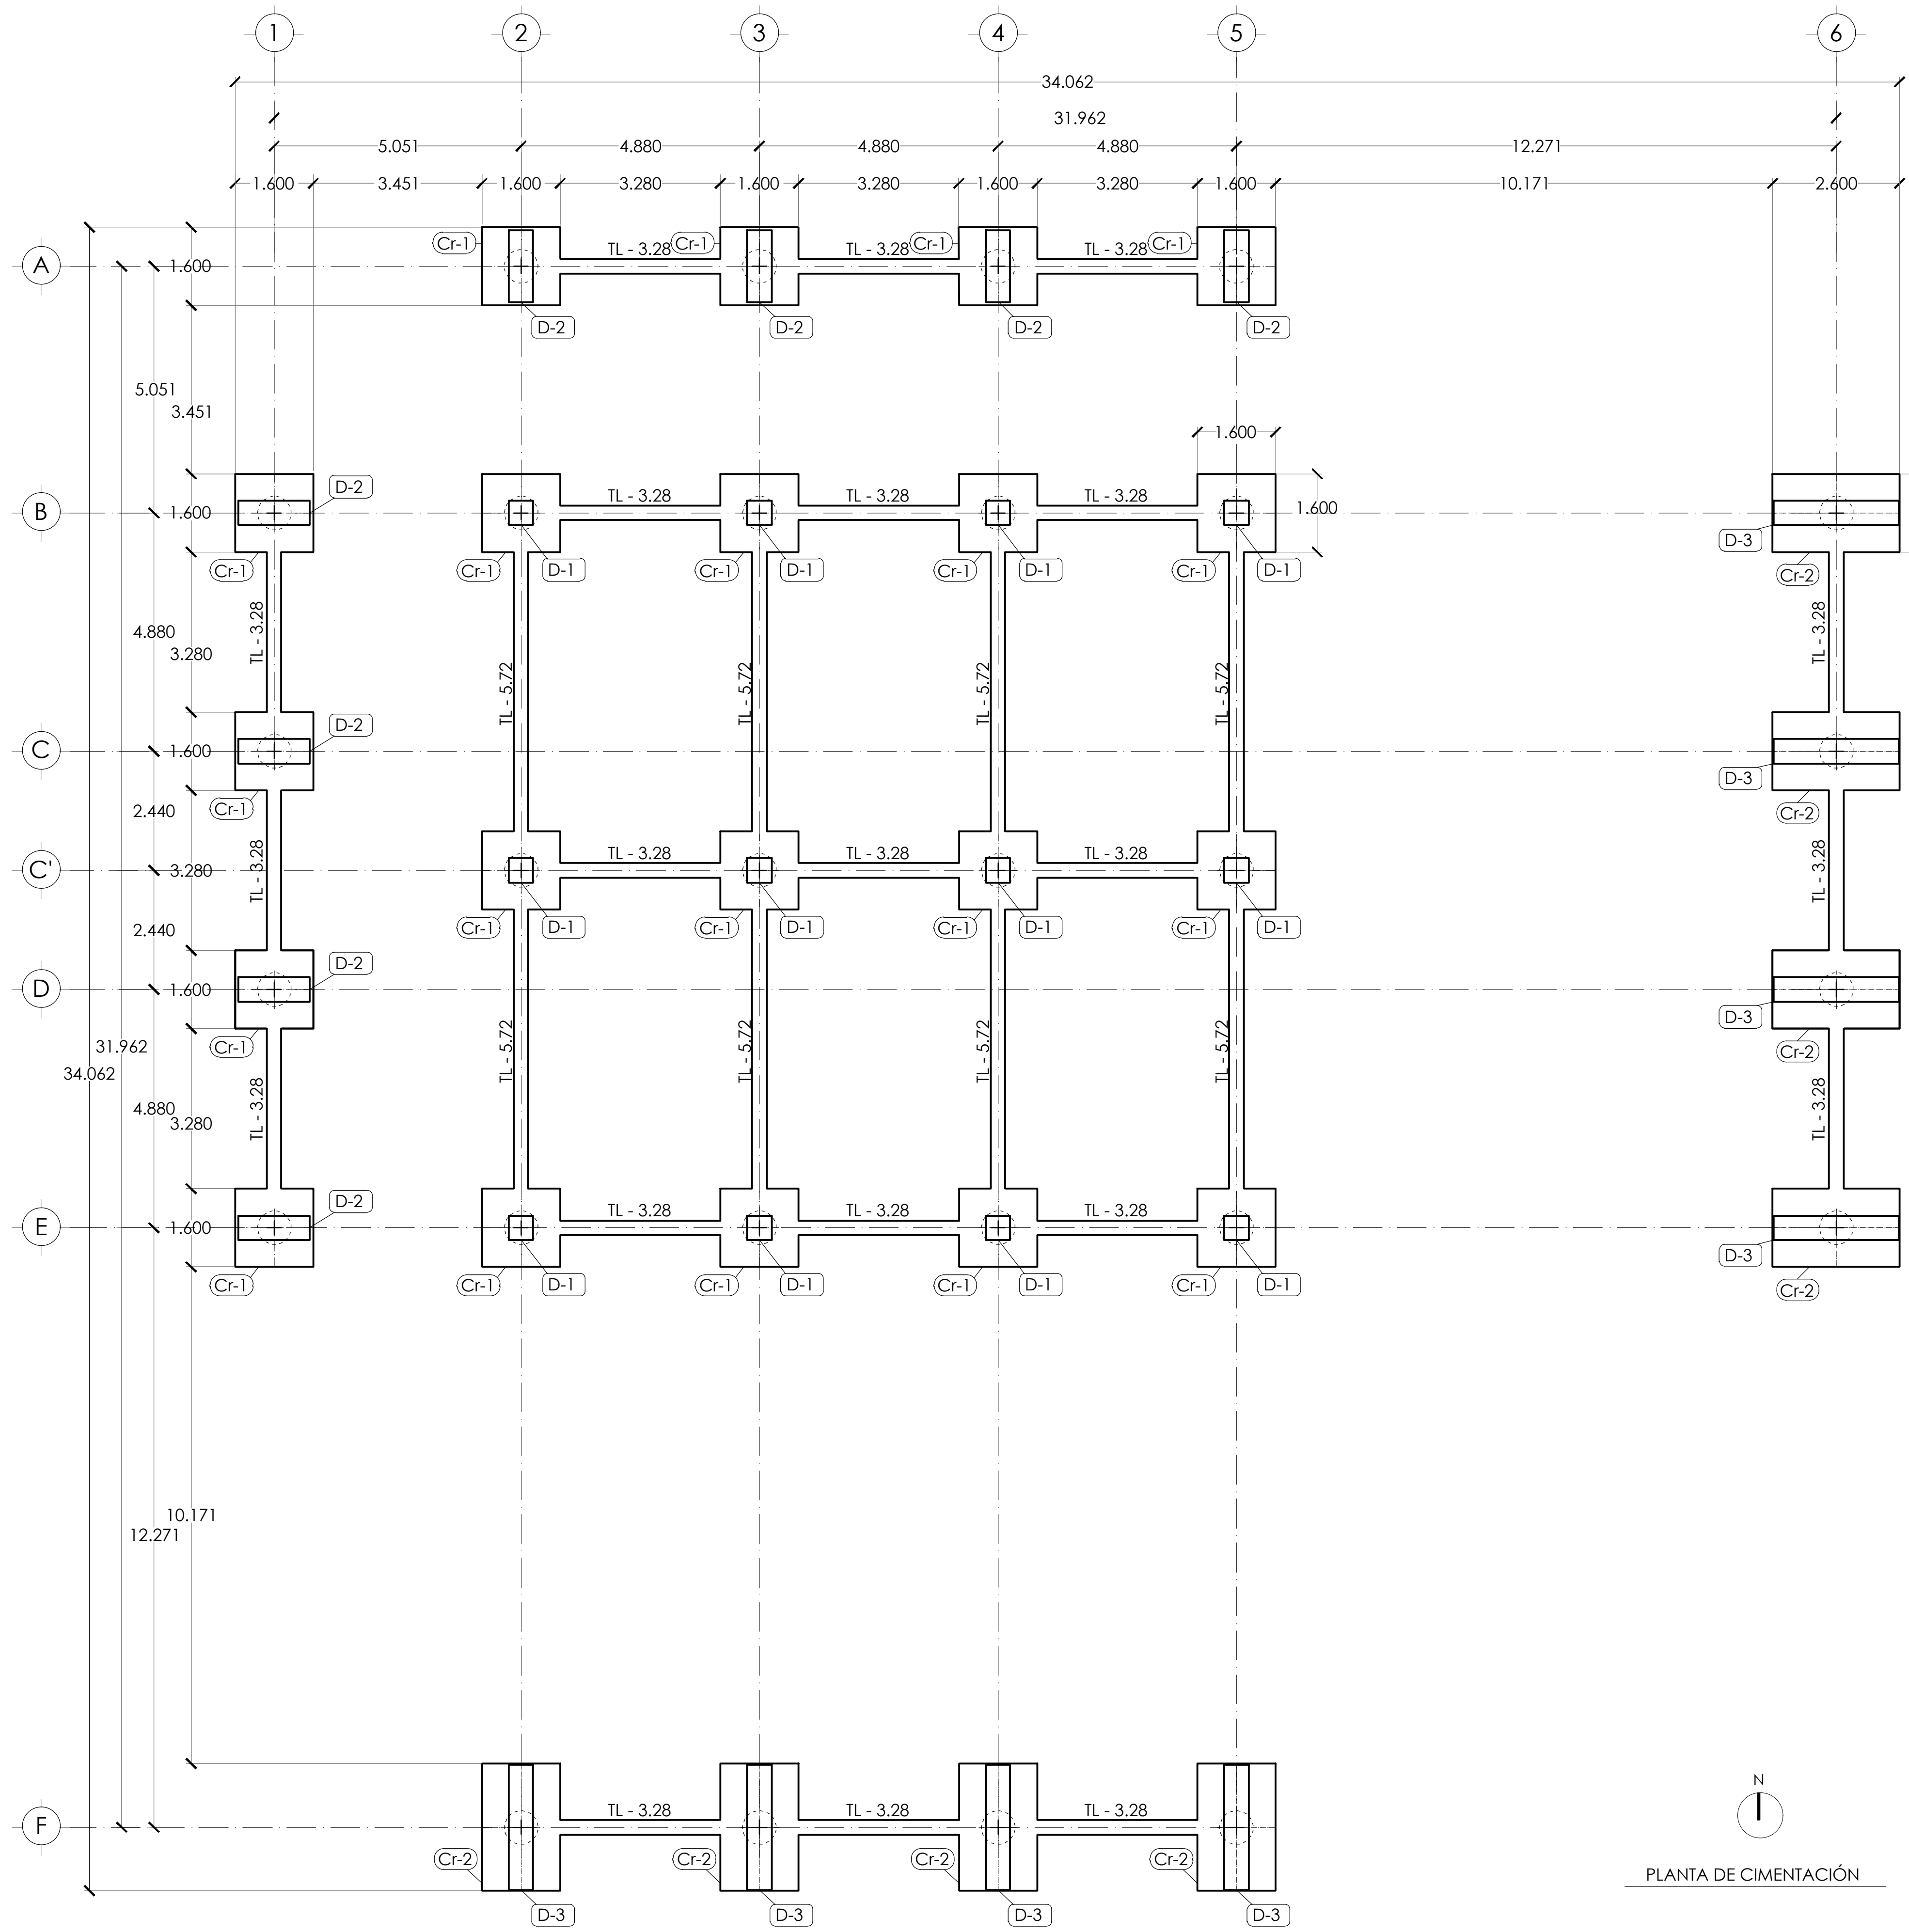 1 2 3 4 5 6
34.062
31.962
5.051 4.880 4.880 4.880 12.271
1.600 3.451 1.600 3.280 1.600 3.280 1.600 3.280 1.600 10.171 2.600
Cr-1 TL - 3.28 Cr-1 TL - 3.28 Cr-1 TL - 3.28 Cr-1
A 1.600
D-2 D-2 D-2 D-2
5.051
3.451
1.600
D-2
TL - 3.28 TL - 3.28 TL - 3.28
B 1.600 1.600
D-3
Cr-1 Cr-1 D-1 Cr-1 D-1 Cr-1 D-1 Cr-1 D-1 Cr-2
TL - 3.28 TL - 3.28
4.880
3.280
TL - 5.72 TL - 5.72 TL - 5.72 TL - 5.72
D-2
C 1.600
D-3
Cr-1 Cr-2
2.440
TL - 3.28 TL - 3.28 TL - 3.28
C' 3.280 TL - 3.28 TL - 3.28
Cr-1 D-1 Cr-1 D-1 Cr-1 D-1 Cr-1 D-1
2.440
D-2
D 1.600
D-3
Cr-1 Cr-2
31.962
TL - 5.72 TL - 5.72 TL - 5.72 TL - 5.72
34.062
TL - 3.28 TL - 3.28
4.880
3.280
D-2
TL - 3.28 TL - 3.28 TL - 3.28
E 1.600
D-3
Cr-1 Cr-1 D-1 Cr-1 D-1 Cr-1 D-1 Cr-1 D-1 Cr-2
10.171
12.271
N
TL - 3.28 TL - 3.28 TL - 3.28
F
Cr-2 Cr-2 Cr-2 Cr-2
PLANTA DE CIMENTACIÓN
D-3 D-3 D-3 D-3